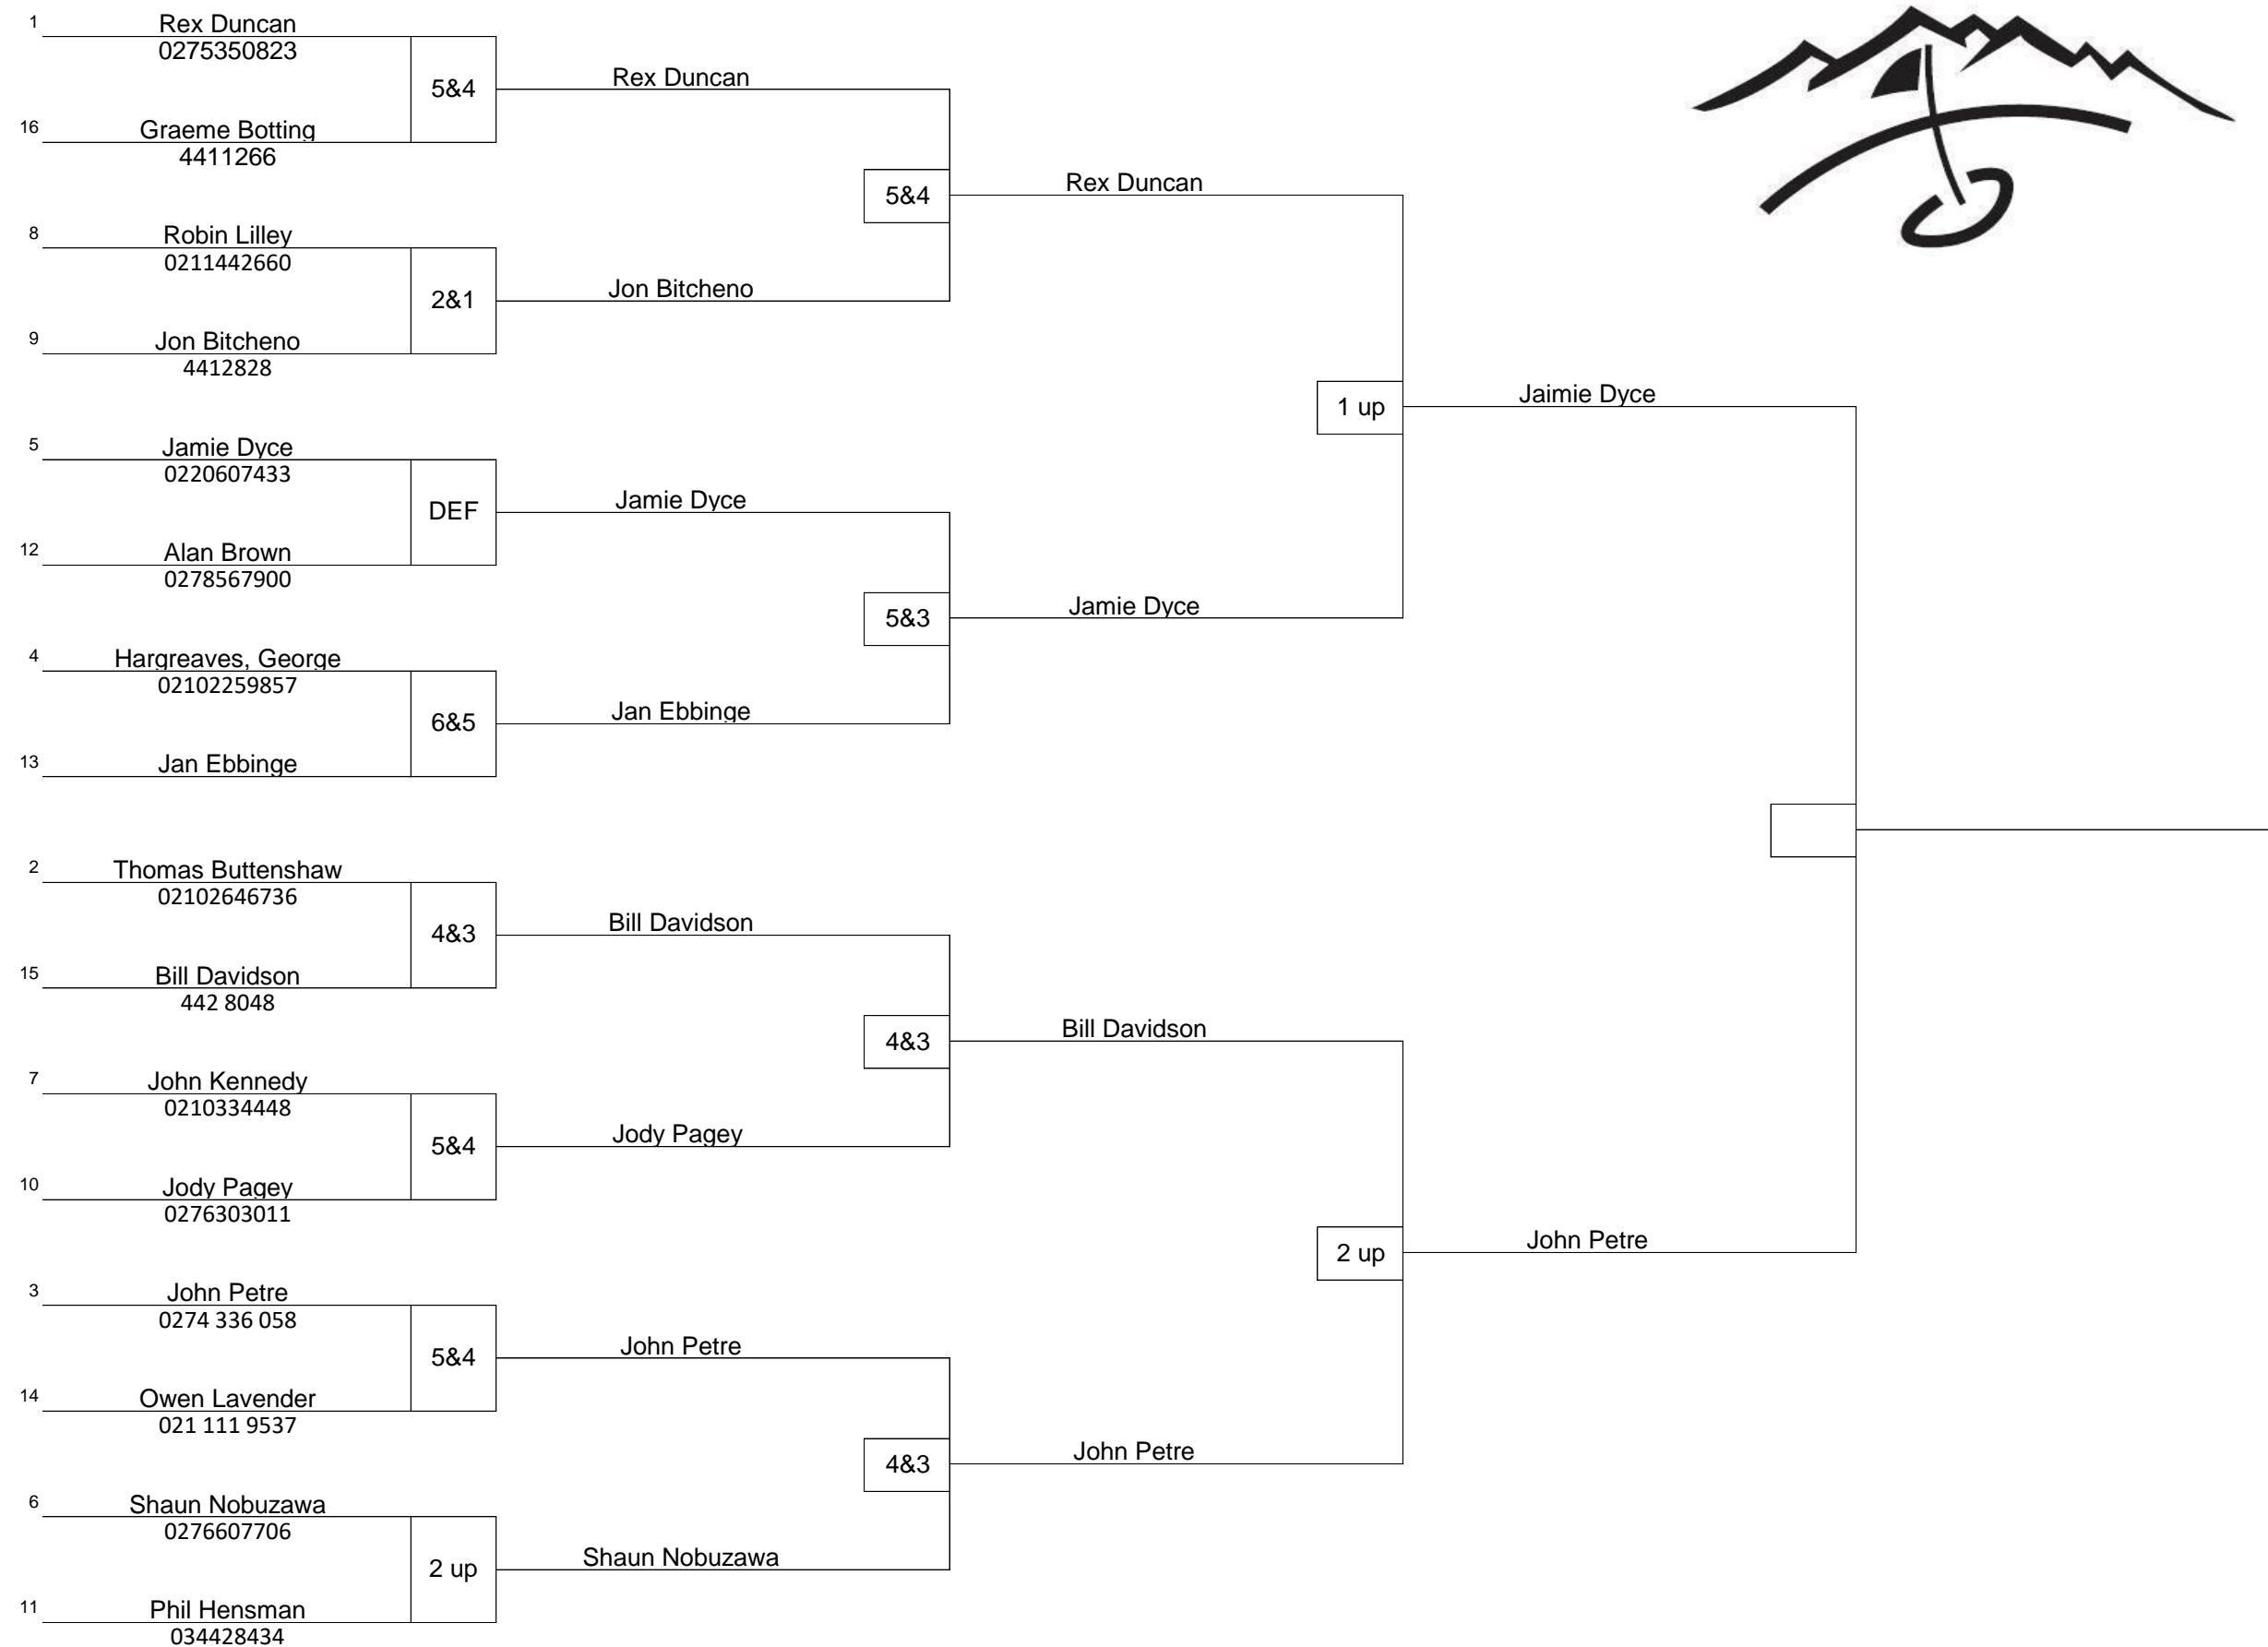 1 Rex Duncan
0275350823
5&4
Rex Duncan
16 Graeme Botting
4411266
5&4
Rex Duncan
8 Robin Lilley
0211442660
2&1
Jon Bitcheno
9 Jon Bitcheno
4412828
1 up
Jaimie Dyce
5 Jamie Dyce
0220607433
DEF
Jamie Dyce
12 Alan Brown
0278567900
5&3
Jamie Dyce
4 Hargreaves, George
02102259857
6&5
Jan Ebbinge
13 Jan Ebbinge
2 Thomas Buttenshaw
02102646736
4&3
Bill Davidson
15 Bill Davidson
442 8048
4&3
Bill Davidson
7 John Kennedy
0210334448
5&4
Jody Pagey
10 Jody Pagey
0276303011
2 up
John Petre
3 John Petre
0274 336 058
5&4
John Petre
14 Owen Lavender
021 111 9537
4&3
John Petre
6 Shaun Nobuzawa
0276607706
2 up
Shaun Nobuzawa
11 Phil Hensman
034428434